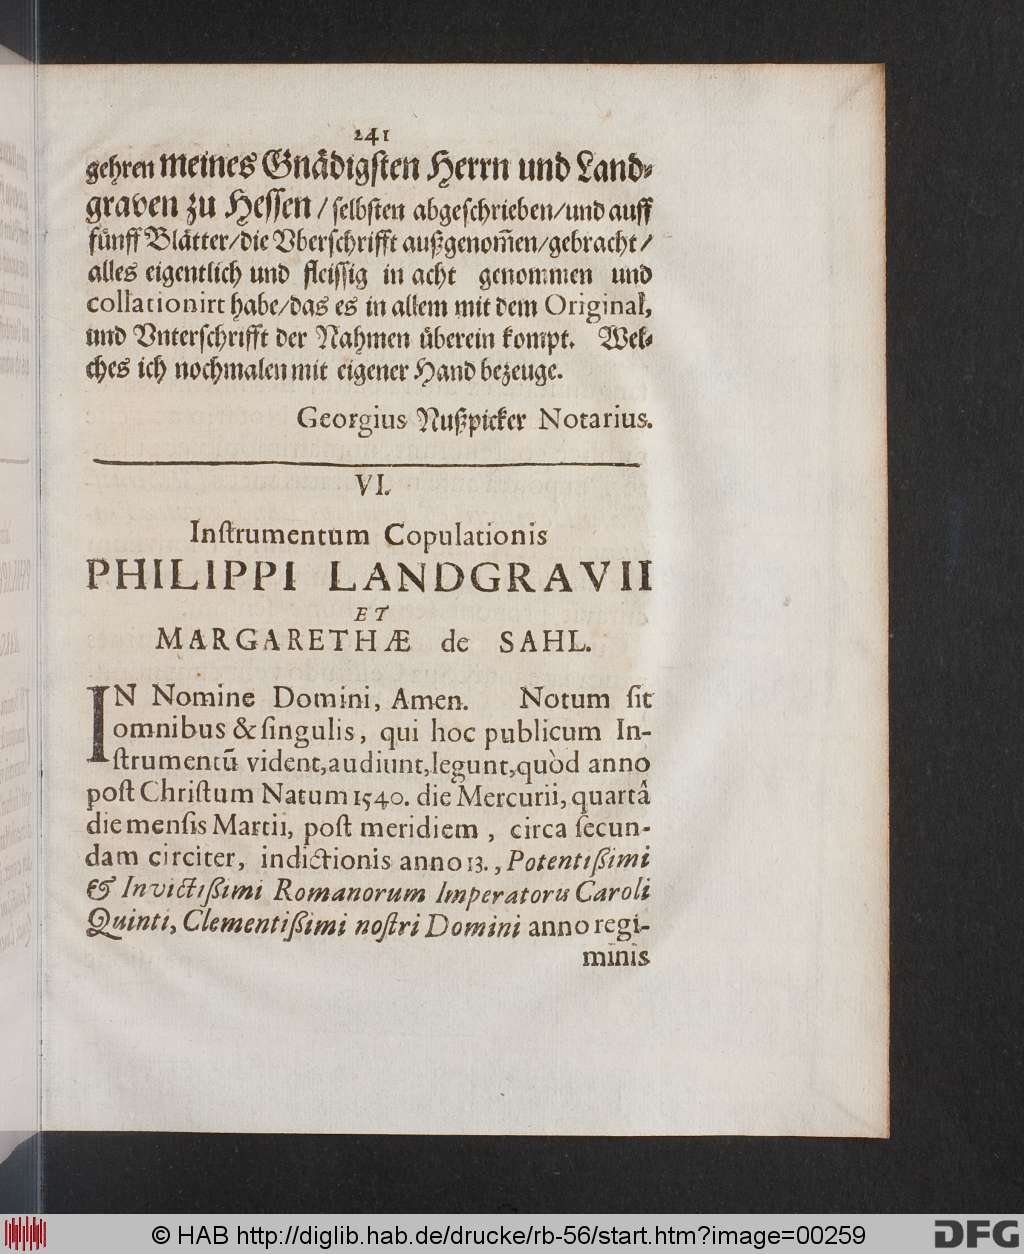 241
gehren meines Gnädigsten Herrn und Land-
graven zu Hessen / selbsten abgeschrieben / und auff
fünff Blätter / die Vberschrifft außgenom̃en / gebracht /
alles eigentlich und fleissig in acht genommen und
collationirt habe / das es in allem mit dem Original,
und Vnterschrifft der Nahmen überein kompt. Wel-
ches ich nochmalen mit eigener Hand bezeuge.
Georgius Nußpicker Notarius.
VI.
Inſtrumentum Copulationis
PHILIPPI LANDGRAVII
ET
MARGARETHÆ de SAHL.
IN Nomine Domini, Amen. Notum ſit
omnibus & ſingulis, qui hoc publicum In-
ſtrumentū vident, audiunt, legunt, quòd anno
poſt Chriſtum Natum 1540. die Mercurii, quartâ
die menſis Martii, poſt meridiem, circa ſecun-
dam circiter, indictionis anno 13., Potentißimi
& Invictißimi Romanorum Imperatoris Caroli
Quinti, Clementißimi noſtri Domini anno regi-
minis
© HAB http://diglib.hab.de/drucke/rb-56/start.htm?image=00259
DFG